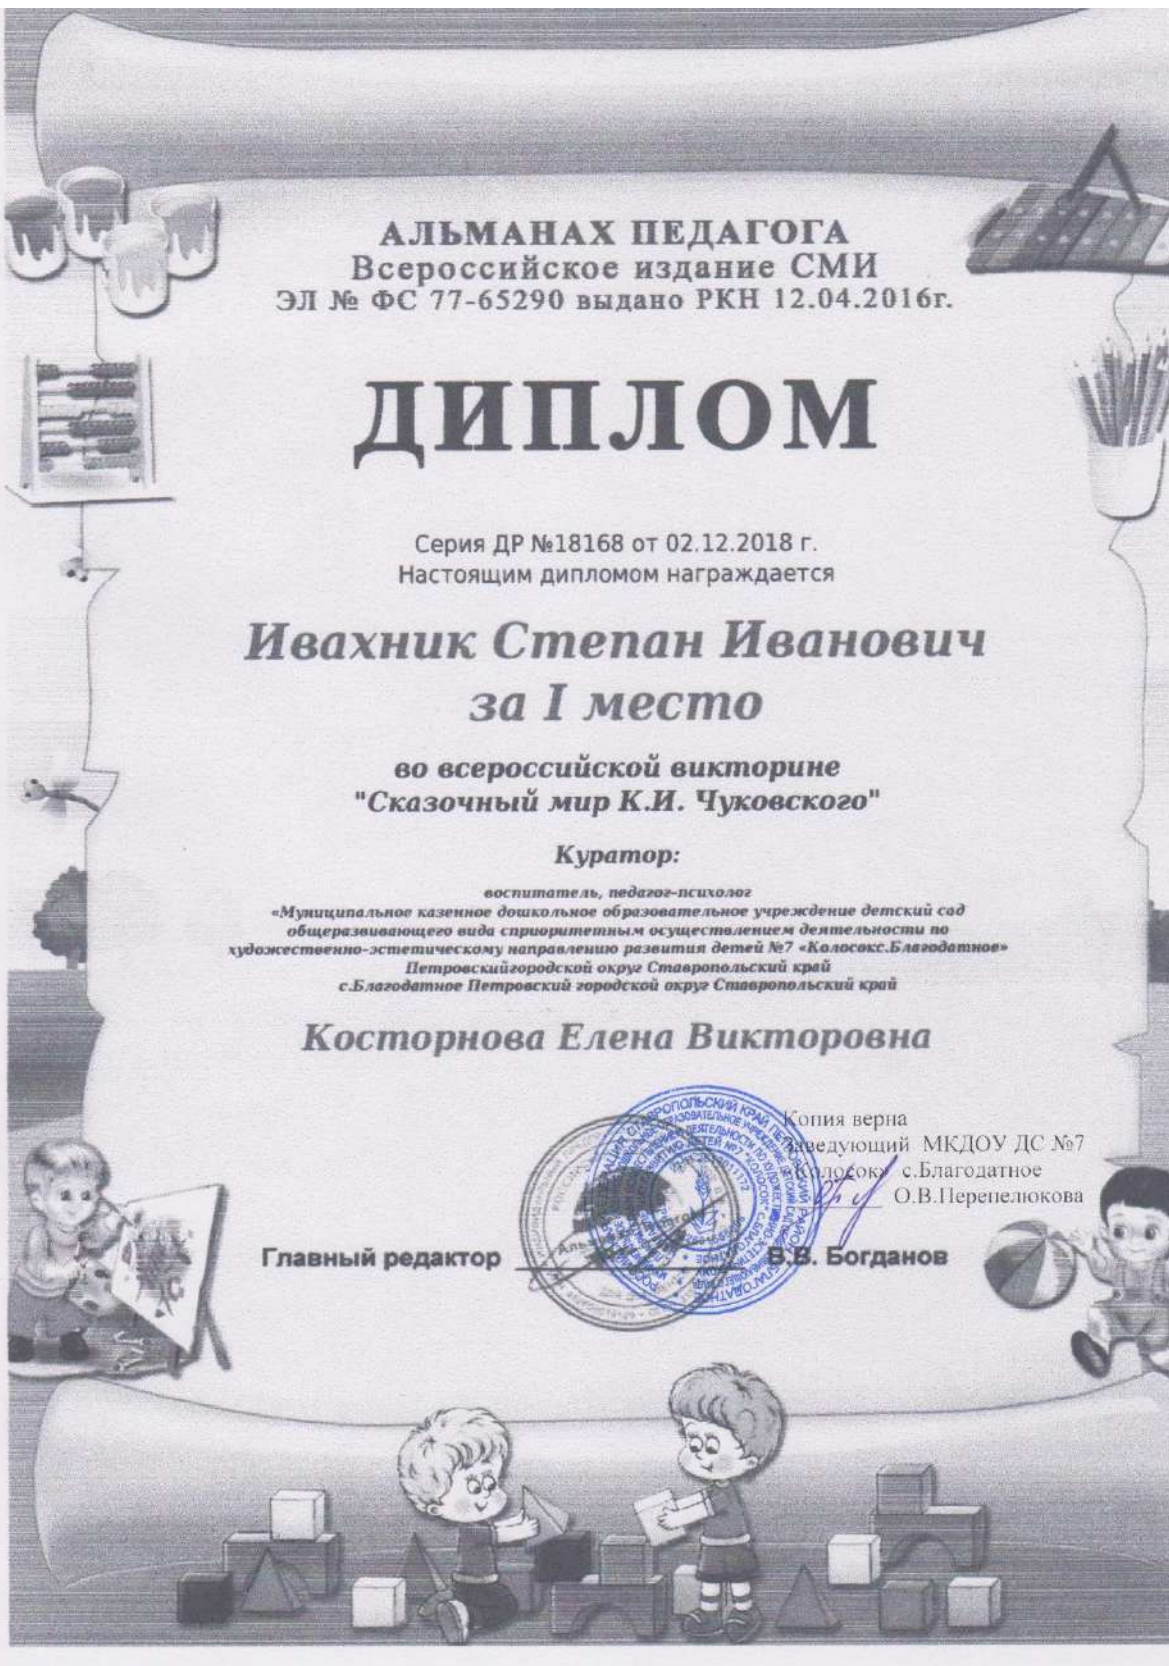 АЛЬМАНАХ ПЕДАГОГА
Всероссийское издание СМИ
ЭЛ № ФС 77-65290 выдано РКН 12.04.2016г.
ДИПЛОМ
Серия ДР №18168 от 02.12.2018 г.
Настоящим дипломом награждается
Ивахник Степан Иванович
за I место
во всероссийской викторине
"Сказочный мир К.И. Чуковского"
Куратор:
воспитатель, педагог-психолог
«Муниципальное казенное дошкольное образовательное учреждение детский сад
общеразвивающего вида сприоритетным осуществлением деятельности по
художественно-эстетическому направлению развития детей №7 «Колосокс.Благодатное»
Петровскийгородской округ Ставропольский край
с.Благодатное Петровский городской округ Ставропольский край
Косторнова Елена Викторовна
Копия верна
Заведующий МКДОУ ДС №7
«Колосок» с.Благодатное
О.В.Перепелюкова
Главный редактор В.В. Богданов